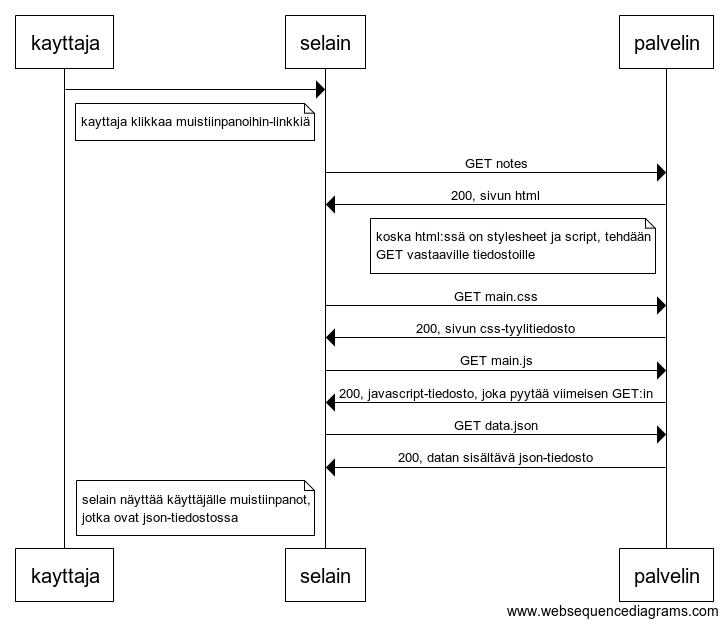 kayttaja
selain
palvelin
kayttaja klikkaa muistiinpanoihin-linkkiä
GET notes
200, sivun html
koska html:ssä on stylesheet ja script, tehdään
GET vastaaville tiedostoille
GET main.css
200, sivun css-tyylitiedosto
GET main.js
200, javascript-tiedosto, joka pyytää viimeisen GET:in
GET data.json
200, datan sisältävä json-tiedosto
selain näyttää käyttäjälle muistiinpanot,
jotka ovat json-tiedostossa
kayttaja
selain
palvelin
www.websequencediagrams.com